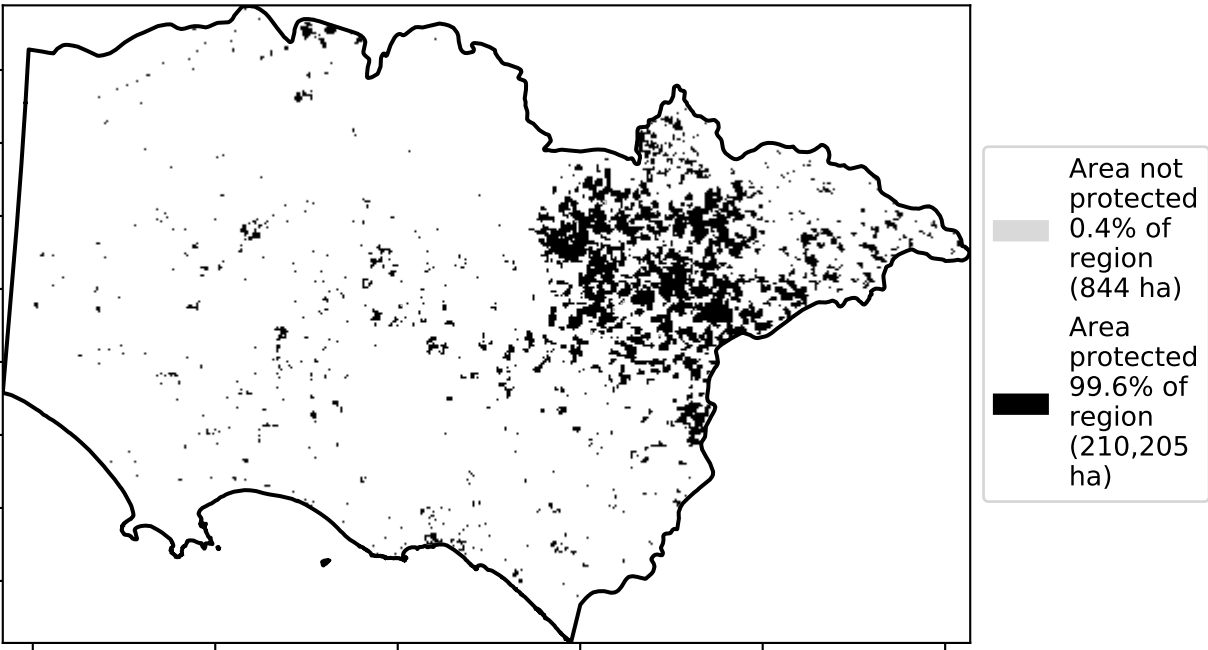 Area not
protected
0.4% of
region
(844 ha)
Area
protected
99.6% of
region
(210,205
ha)